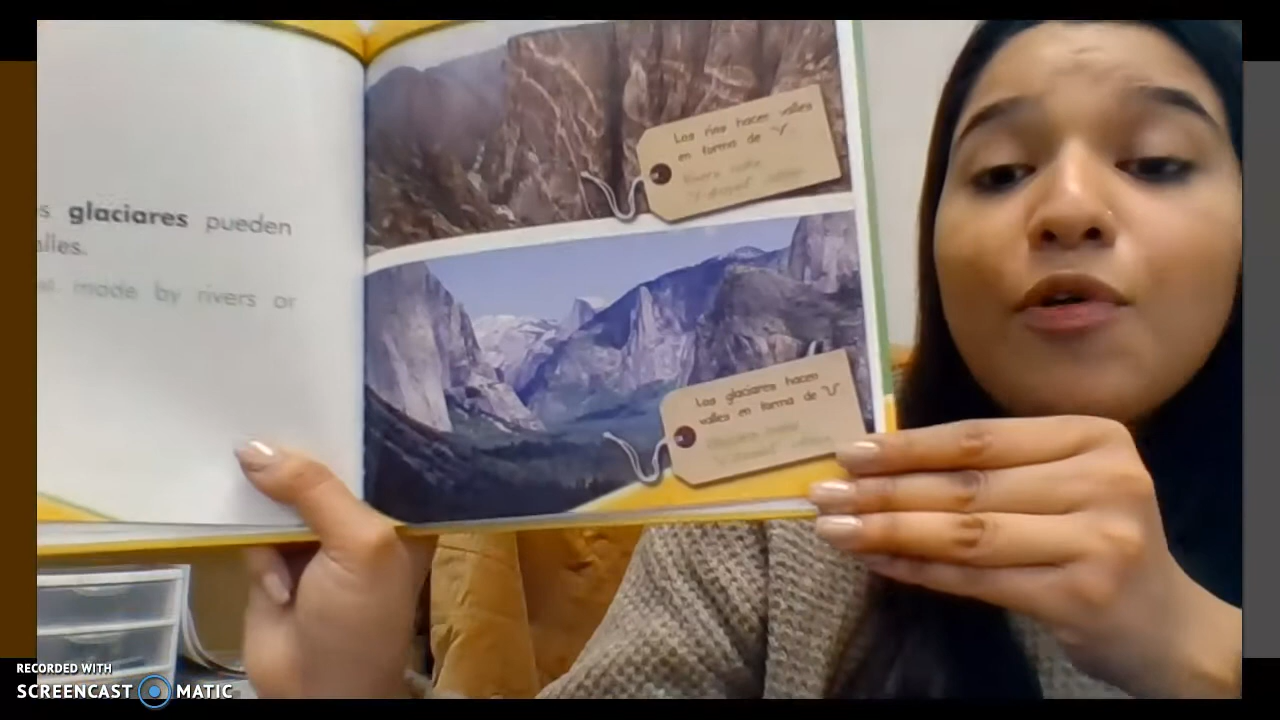 s glaciares pueden
alles.
made by rivers or
Los ríos hacen valles
en forma de "V"
Los glaciares hacen
valles en forma de "U"
RECORDED WITH
SCREENCAST MATIC